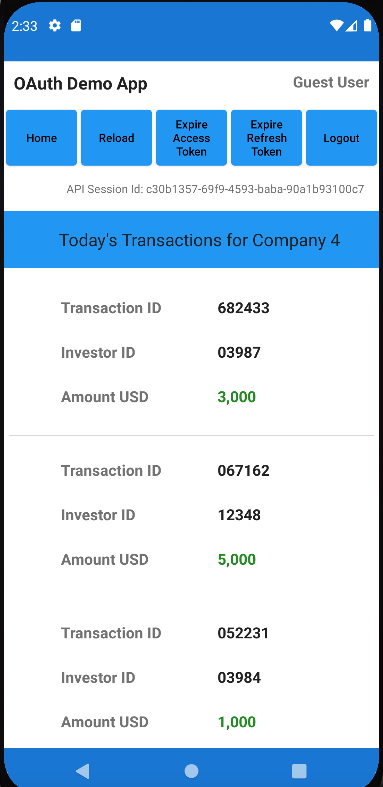 2:33
OAuth Demo App
Guest User
Home
Reload
Expire
Access
Token
Expire
Refresh
Token
Logout
API Session Id: c30b1357-69f9-4593-baba-90a1b93100c7
Today's Transactions for Company 4
Transaction ID 682433
Investor ID 03987
Amount USD 3,000
Transaction ID 067162
Investor ID 12348
Amount USD 5,000
Transaction ID 052231
Investor ID 03984
Amount USD 1,000